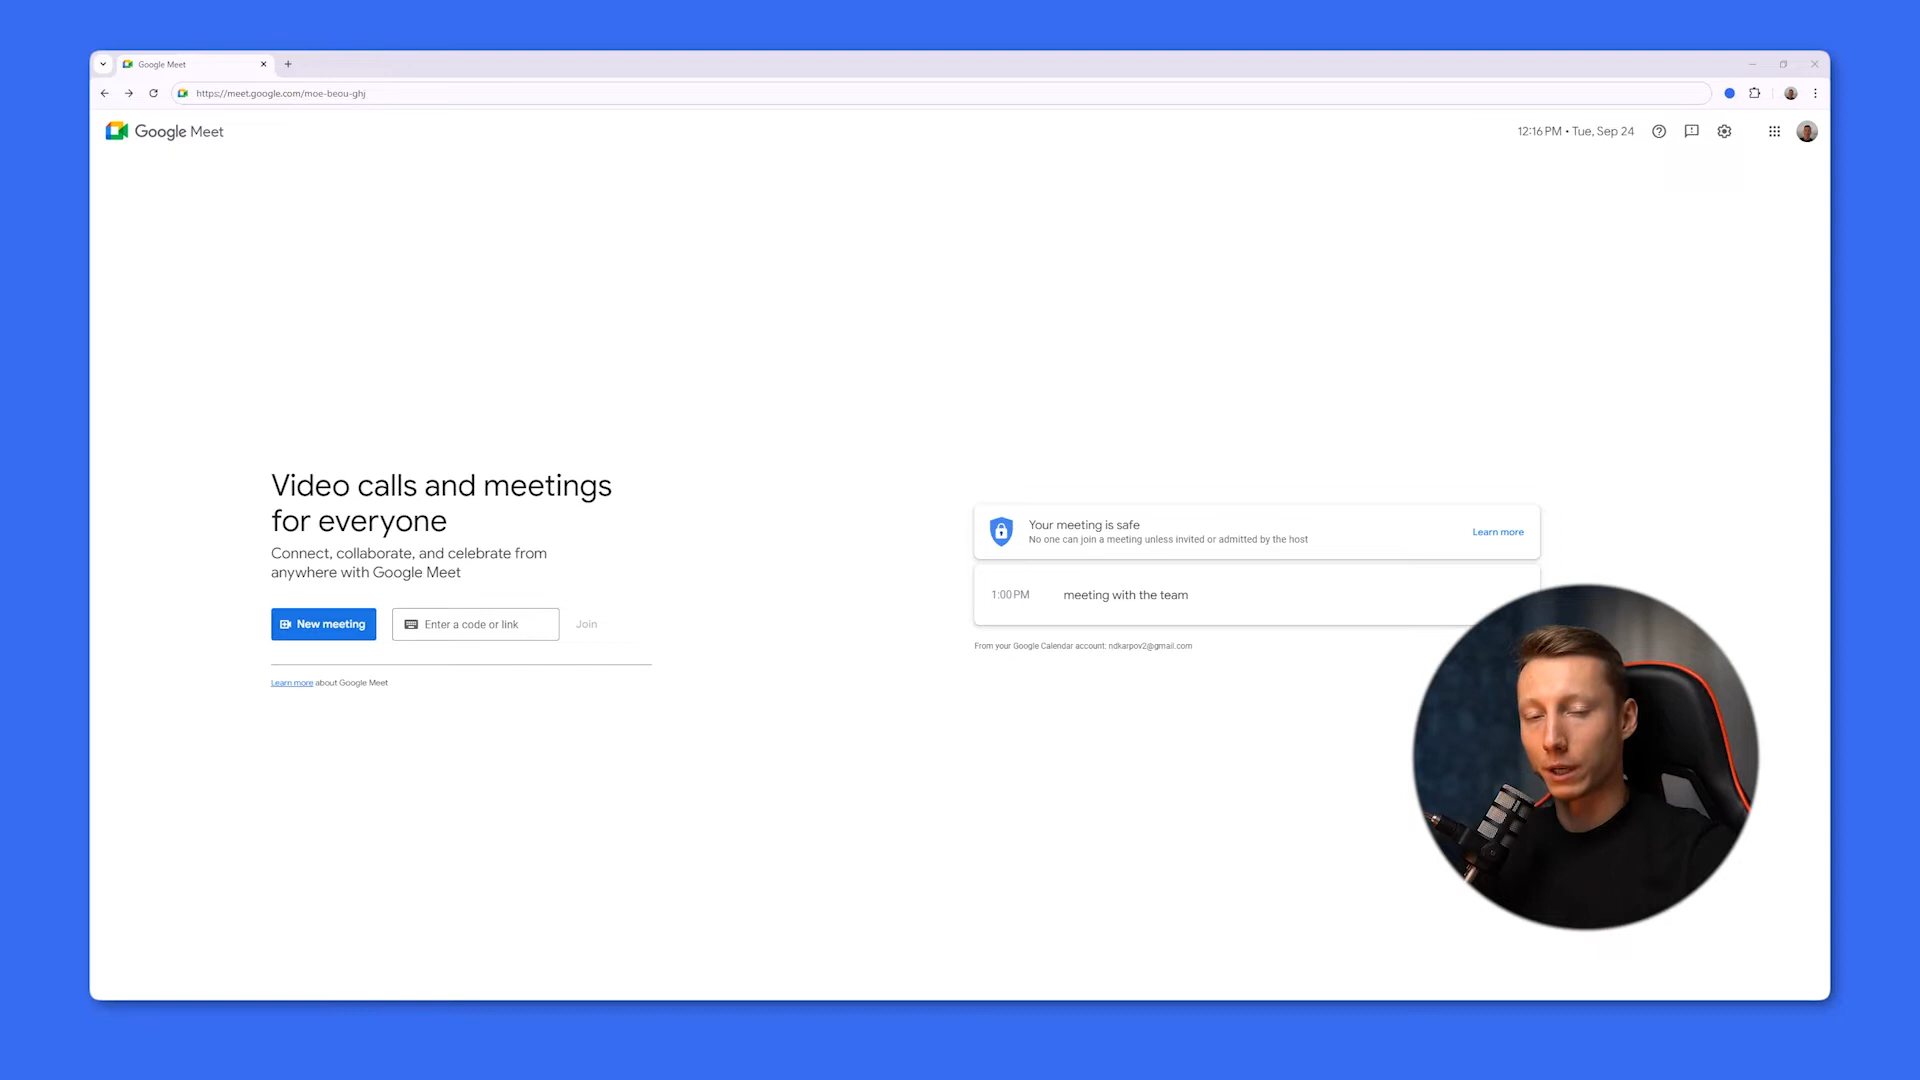 Google Meet
https://meet.google.com/moe-beou-ghj
Google Meet
12:16 PM • Tue, Sep 24
Video calls and meetings
for everyone
Connect, collaborate, and celebrate from
anywhere with Google Meet
New meeting
Enter a code or link
Join
Learn more about Google Meet
Your meeting is safe
No one can join a meeting unless invited or admitted by the host
Learn more
1:00 PM
meeting with the team
From your Google Calendar account: ndkarpov2@gmail.com